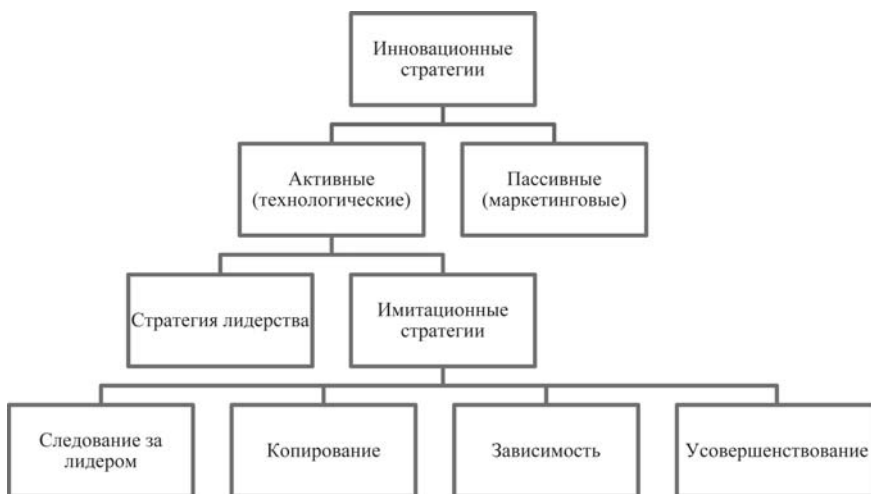 Инновационные
стратегии
Активные
(технологические)
Пассивные
(маркетинговые)
Стратегия лидерства
Имитационные
стратегии
Следование за
лидером
Копирование
Зависимость
Усовершенствование